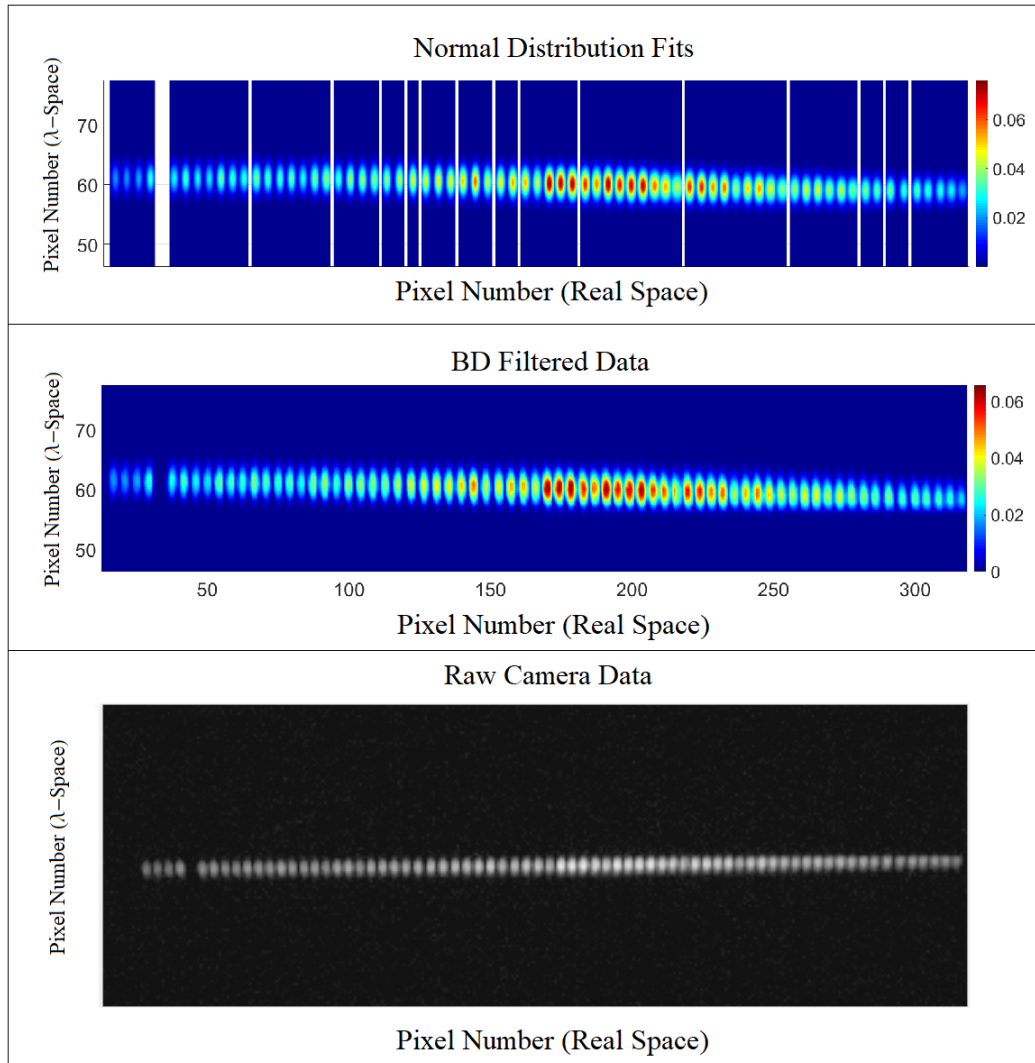 Normal Distribution Fits
Pixel Number (λ−Space)
70
60
50
0.06
0.04
0.02
Pixel Number (Real Space)
BD Filtered Data
Pixel Number (λ−Space)
70
60
50
0.06
0.04
0.02
0
50 100 150 200 250 300
Pixel Number (Real Space)
Raw Camera Data
Pixel Number (λ−Space)
Pixel Number (Real Space)